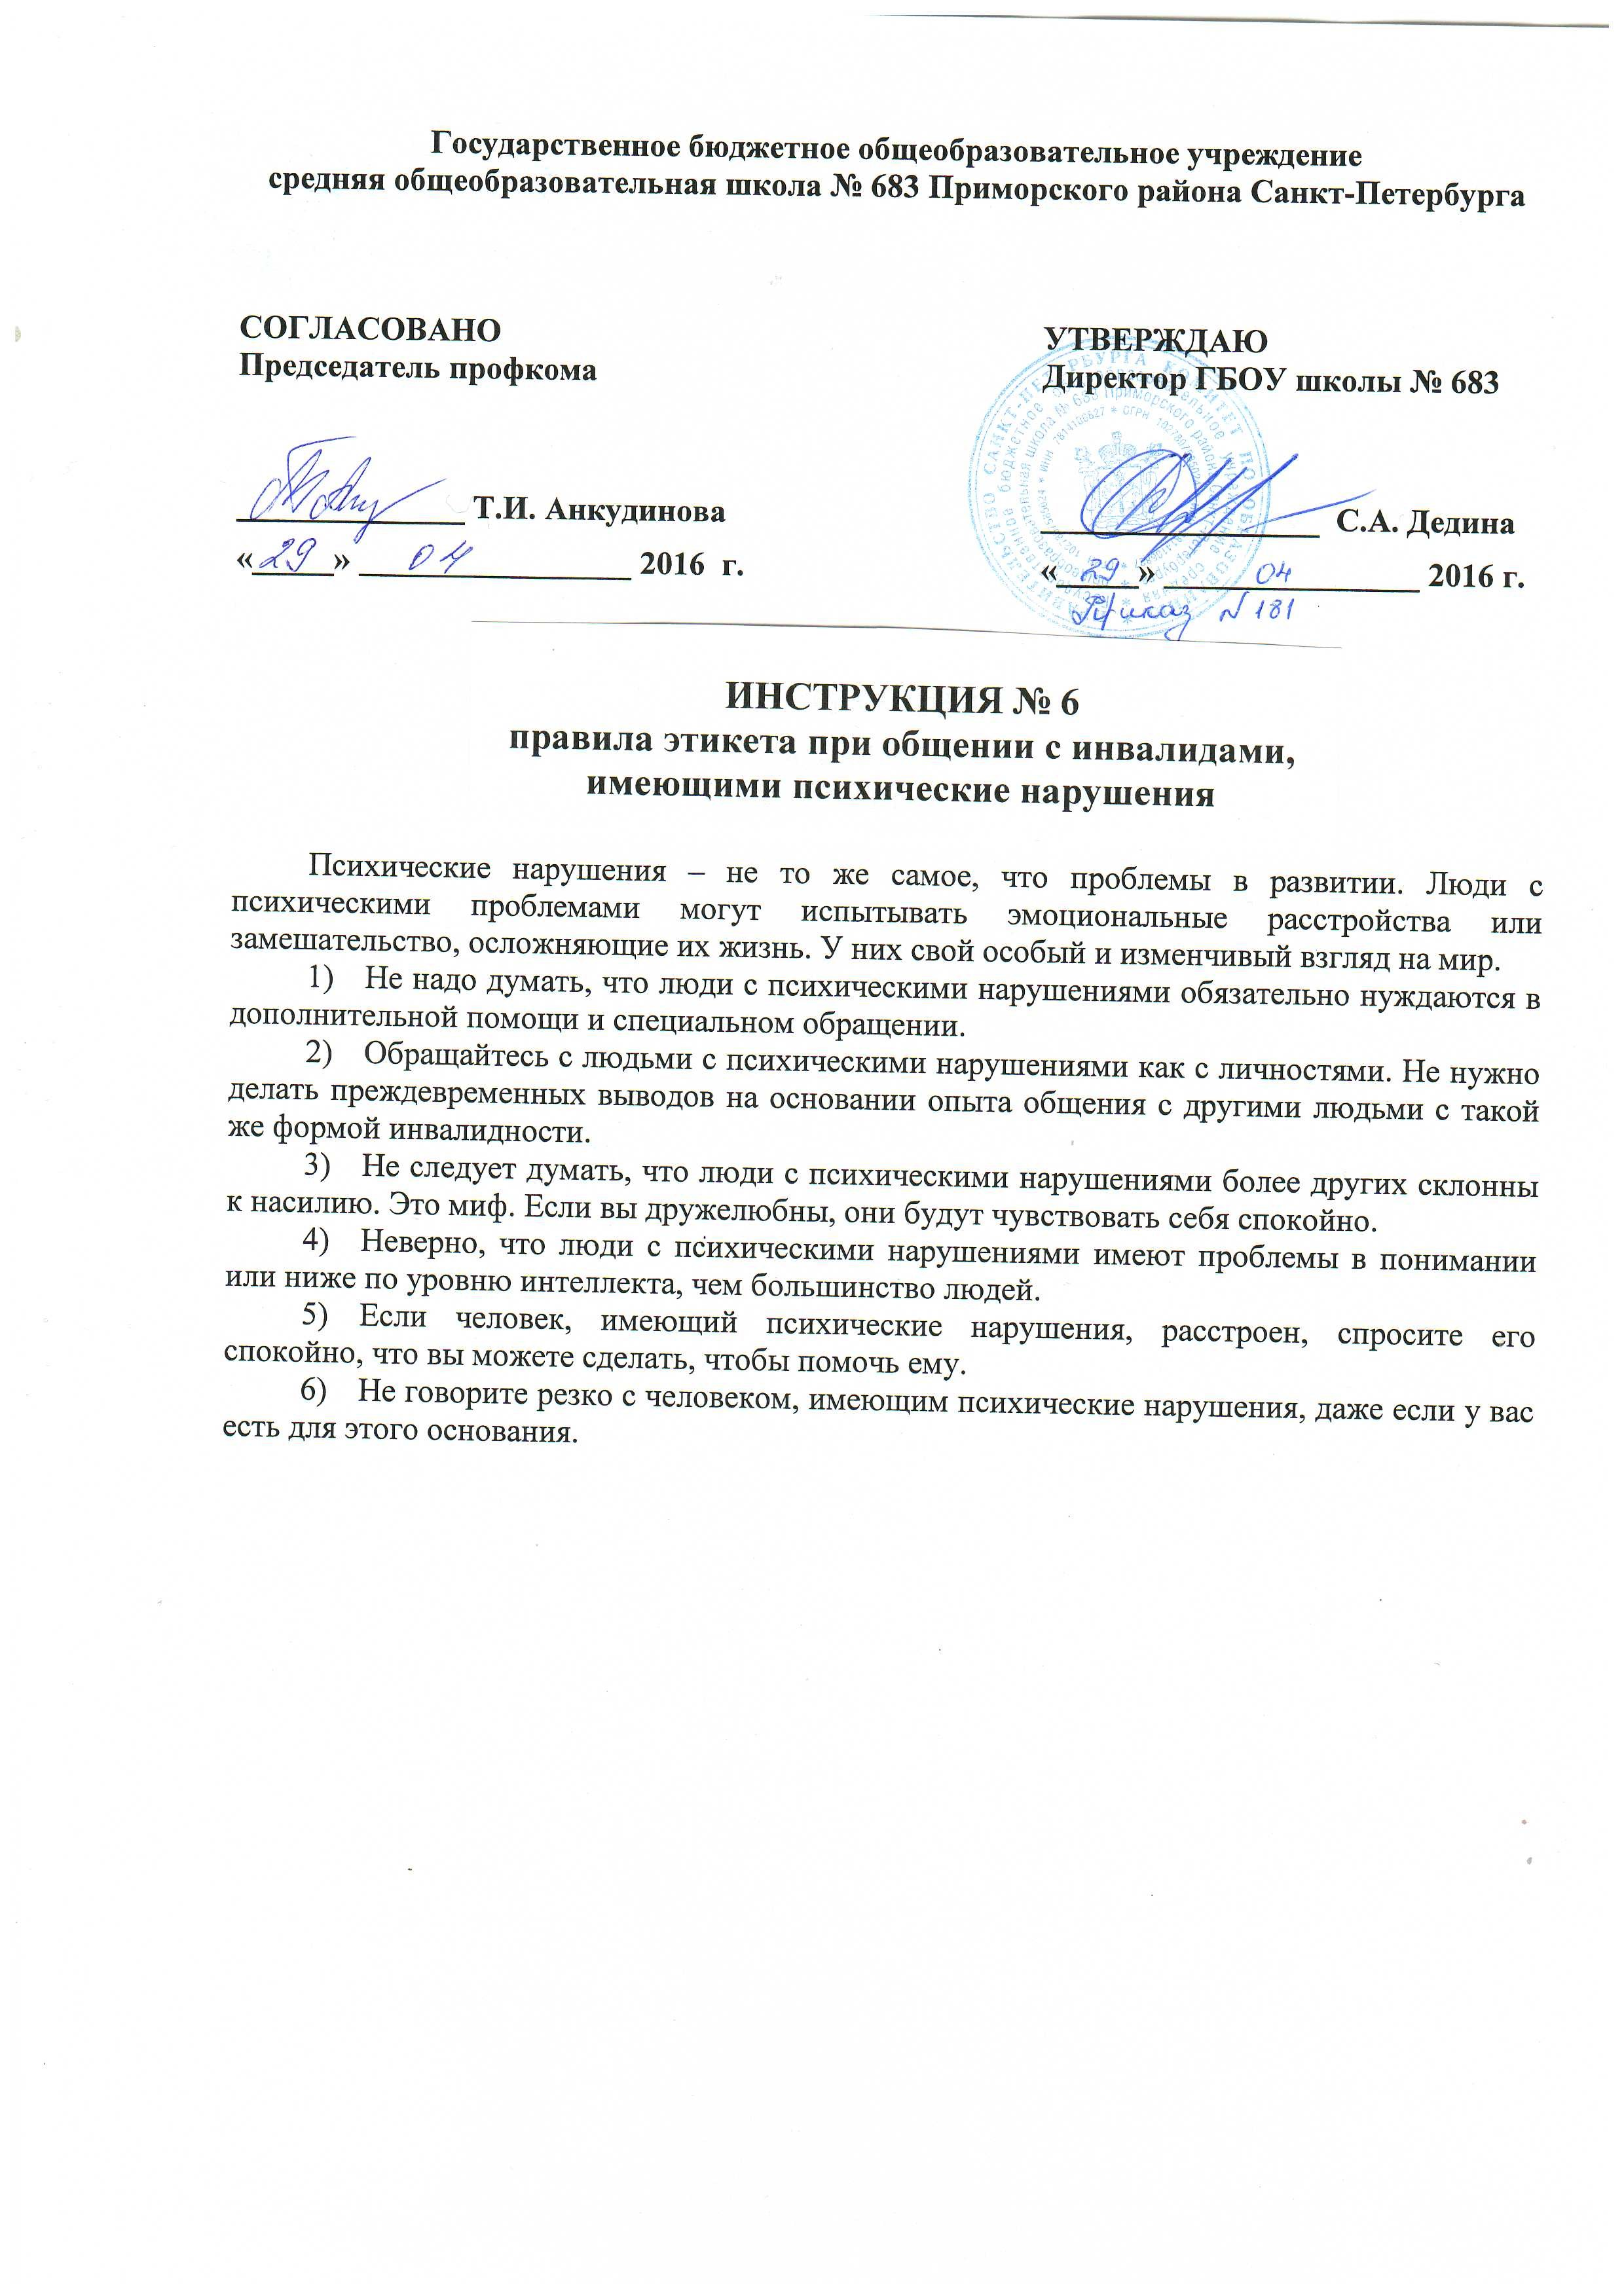 Государственное бюджетное общеобразовательное учреждение
средняя общеобразовательная школа № 683 Приморского района Санкт-Петербурга
СОГЛАСОВАНО
Председатель профкома
Т.И. Анкудинова
«29» 04 2016 г.
УТВЕРЖДАЮ
Директор ГБОУ школы № 683
С.А. Дедина
«29» 04 2016 г.
Приказ N 181
ИНСТРУКЦИЯ № 6
правила этикета при общении с инвалидами,
имеющими психические нарушения
Психические нарушения – не то же самое, что проблемы в развитии. Люди с
психическими проблемами могут испытывать эмоциональные расстройства или
замешательство, осложняющие их жизнь. У них свой особый и изменчивый взгляд на мир.
1) Не надо думать, что люди с психическими нарушениями обязательно нуждаются в
дополнительной помощи и специальном обращении.
2) Обращайтесь с людьми с психическими нарушениями как с личностями. Не нужно
делать преждевременных выводов на основании опыта общения с другими людьми с такой
же формой инвалидности.
3) Не следует думать, что люди с психическими нарушениями более других склонны
к насилию. Это миф. Если вы дружелюбны, они будут чувствовать себя спокойно.
4) Неверно, что люди с психическими нарушениями имеют проблемы в понимании
или ниже по уровню интеллекта, чем большинство людей.
5) Если человек, имеющий психические нарушения, расстроен, спросите его
спокойно, что вы можете сделать, чтобы помочь ему.
6) Не говорите резко с человеком, имеющим психические нарушения, даже если у вас
есть для этого основания.